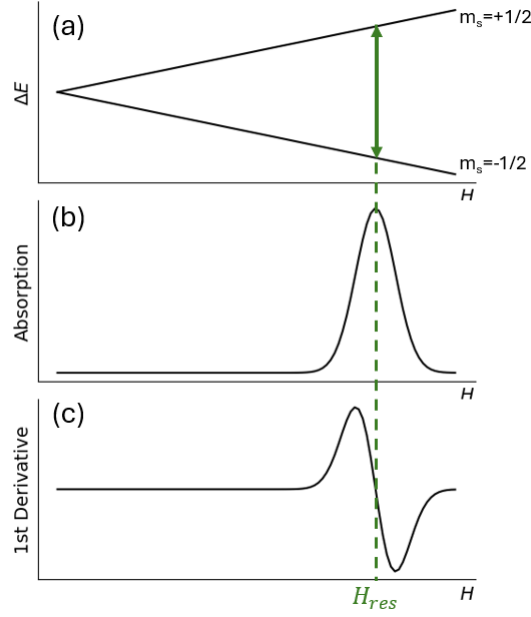 (a)
mₛ=+1/2
ΔE
mₛ=-1/2
H
(b)
Absorption
H
(c)
1st Derivative
H
Hᵣₑₛ